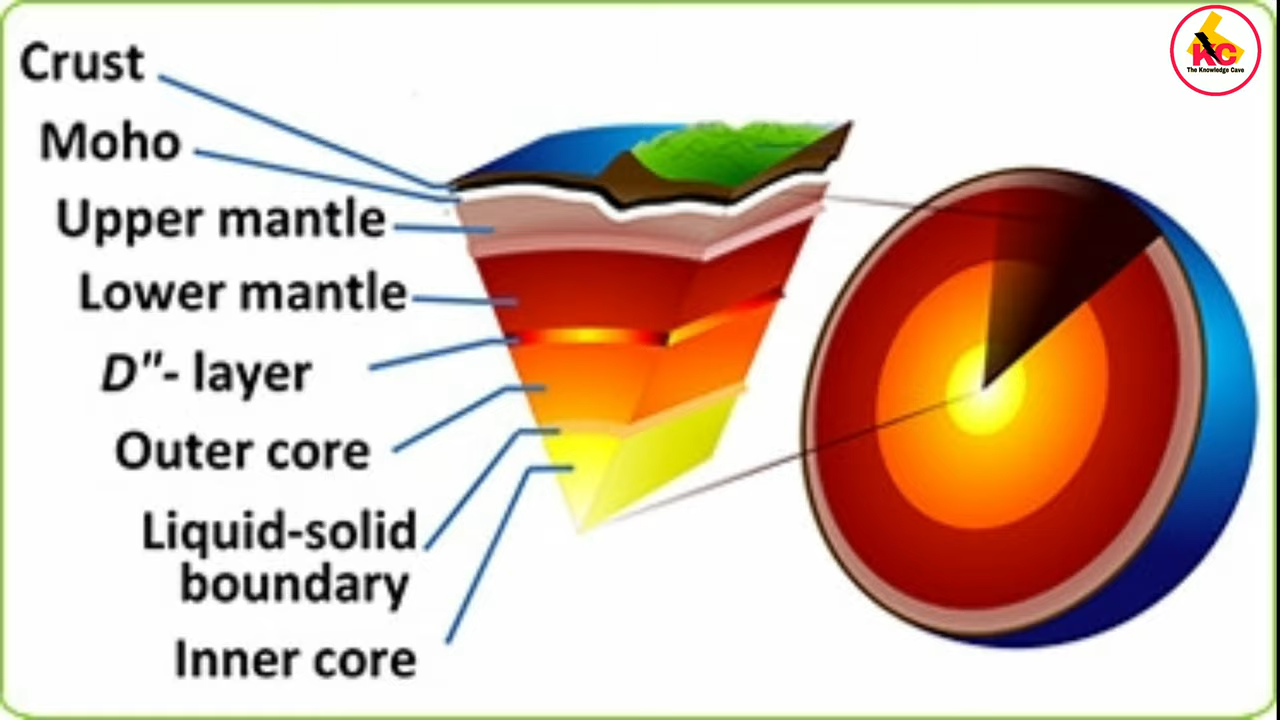 Crust
Moho
Upper mantle
Lower mantle
D"- layer
Outer core
Liquid-solid
boundary
Inner core
KC
The Knowledge Cave